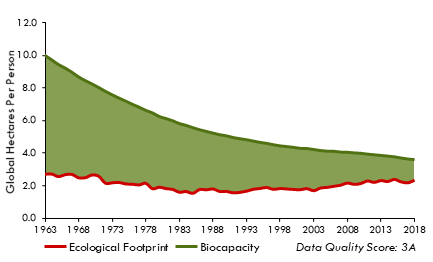 Global Hectares Per Person
12.0
10.0
8.0
6.0
4.0
2.0
0.0
1963 1968 1973 1978 1983 1988 1993 1998 2003 2008 2013 2018
Ecological Footprint Biocapacity Data Quality Score: 3A